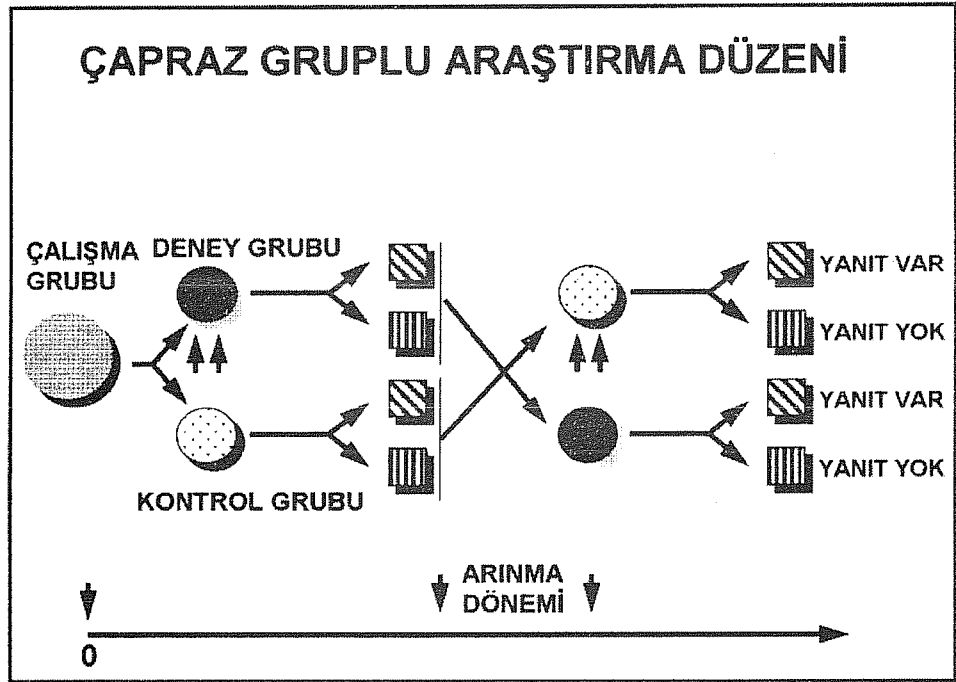 ÇAPRAZ GRUPLU ARAŞTIRMA DÜZENİ
ÇALIŞMA
GRUBU
DENEY GRUBU
KONTROL GRUBU
YANIT VAR
YANIT YOK
YANIT VAR
YANIT YOK
ARINMA
DÖNEMİ
0